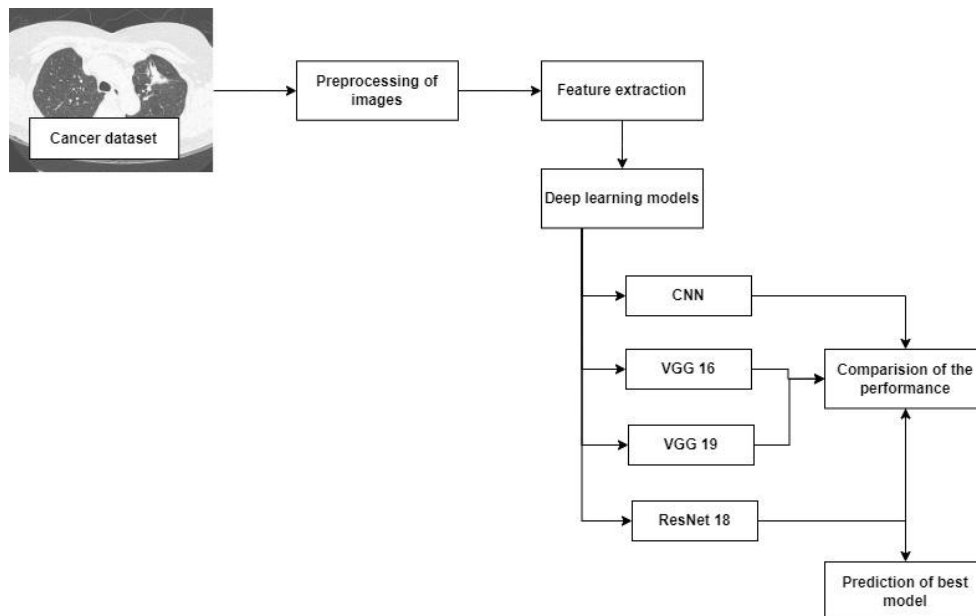 Cancer dataset
Preprocessing of
images
Feature extraction
Deep learning models
CNN
VGG 16
VGG 19
ResNet 18
Comparision of the
performance
Prediction of best
model